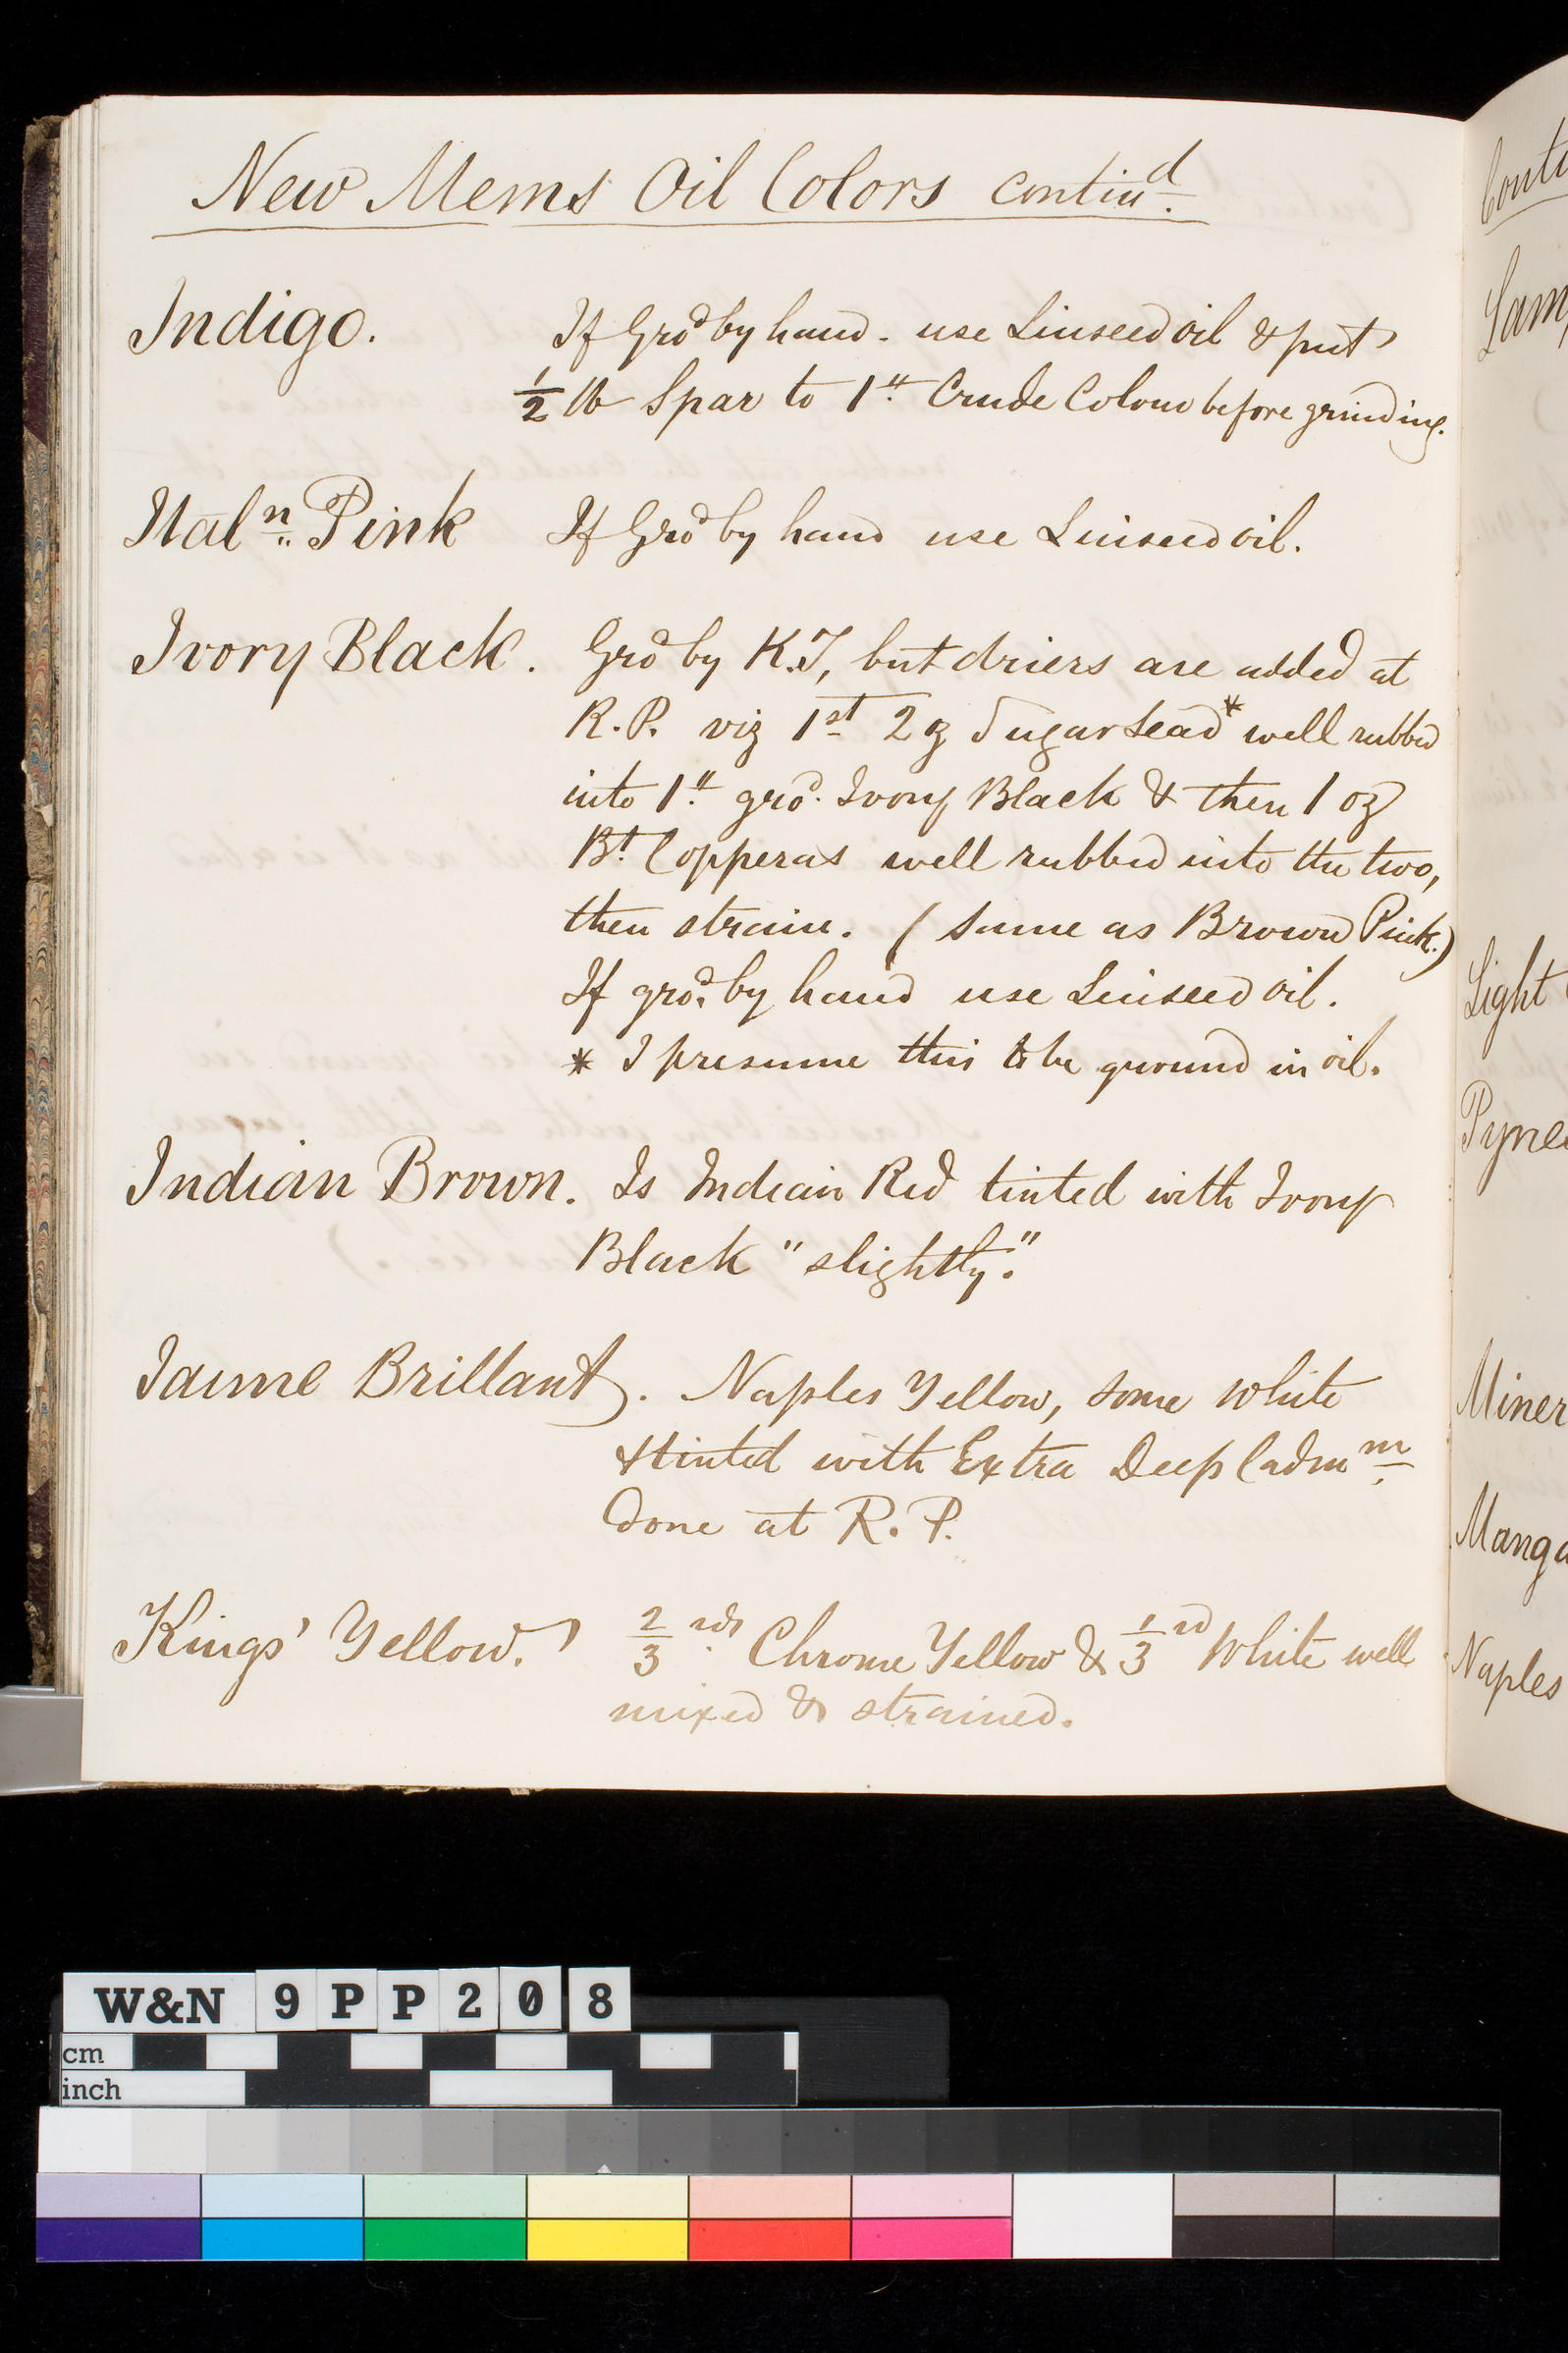 New Mems Oil Colors contin^d.
Indigo. If Gro^d by hand. use Linseed oil & put
1/2 lb Spar to 1 lb Crude Colour before grinding.
Ital^n. Pink If Gro^d by hand use Linseed oil.
Ivory Black. Gro^d by K.T, but driers are added at
R.P. viz 1^st 2 oz Sugar Lead* well rubbed
into 1 lb gro^d. Ivory Black & then 1 oz
B^t. Copperas well rubbed into the two,
then strain. (Same as Brown Pink.)
If gro^d. by hand use Linseed oil.
* I presume this to be ground in oil.
Indian Brown. Is Indian Red tinted with Ivory
Black "slightly."
Jaune Brillant. Naples Yellow, some White
& tinted with Extra Deep Cadm^m.
Done at R.P.
Kings' Yellow. 2/3 rds Chrome Yellow & 1/3 rd White well
mixed & strained.
Conti
Lam
Light
Pyne
Miner
Manga
Naples
W&N 9PP208
cm
inch